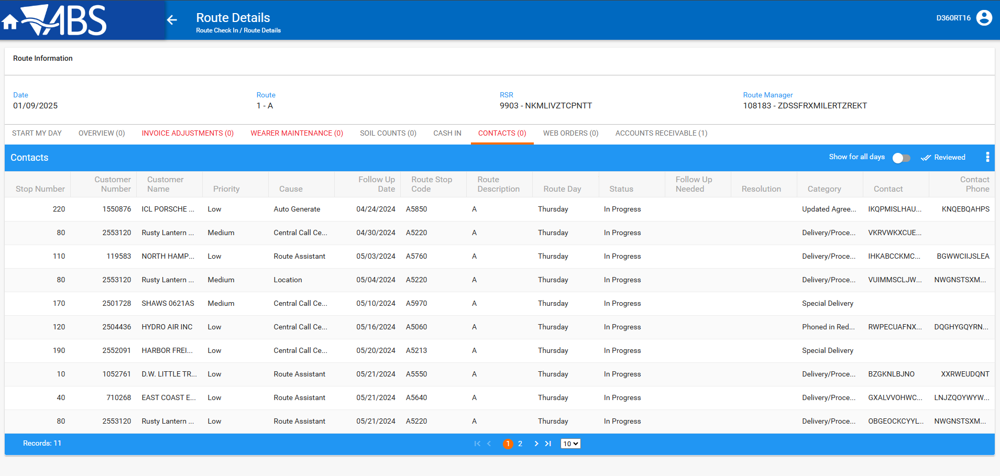 ABS
Route Details
Route Check In / Route Details
D360RT16
Route Information
Date Route RSR Route Manager
01/09/2025 1 - A 9903 - NKMLIVZTCPNTT 108183 - ZDSSFRXMILERTZREKT
START MY DAY OVERVIEW (0) INVOICE ADJUSTMENTS (0) WEARER MAINTENANCE (0) SOIL COUNTS (0) CASH IN CONTACTS (0) WEB ORDERS (0) ACCOUNTS RECEIVABLE (1)
Contacts Show for all days Reviewed
Stop Number Customer Number Customer Name Priority Cause Follow Up Date Route Stop Code Route Description Route Day Status Follow Up Needed Resolution Category Contact Contact Phone
220 1550876 ICL PORSCHE ... Low Auto Generate 04/24/2024 A5850 A Thursday In Progress Updated Agree... IKQPMISLHAU... KNQEBQAHPS
80 2553120 Rusty Lantern ... Medium Central Call Ce... 04/30/2024 A5220 A Thursday In Progress Delivery/Proce... VKRVWKXCUE...
110 119583 NORTH HAMP... Low Route Assistant 05/03/2024 A5760 A Thursday In Progress Delivery/Proce... IHKABCCKMC... BGWWCIIJSLEA
80 2553120 Rusty Lantern ... Medium Location 05/04/2024 A5220 A Thursday In Progress Delivery/Proce... VUIMMSCLJW... NWGNSTSXM...
170 2501728 SHAWS 0621AS Medium Central Call Ce... 05/10/2024 A5970 A Thursday In Progress Special Delivery
120 2504436 HYDRO AIR INC Low Central Call Ce... 05/16/2024 A5060 A Thursday In Progress Phoned in Red... RWPECUAFNX... DQGHYGQYRN...
190 2552091 HARBOR FREI... Low Central Call Ce... 05/20/2024 A5213 A Thursday In Progress Special Delivery
10 1052761 D.W. LITTLE TR... Low Route Assistant 05/21/2024 A5550 A Thursday In Progress Delivery/Proce... BZGKNLBJNO XXRWEUDQNT
40 710268 EAST COAST E... Low Route Assistant 05/21/2024 A5640 A Thursday In Progress Delivery/Proce... GXALVVOHWC... LNJZQOYWYW...
80 2553120 Rusty Lantern ... Low Route Assistant 05/21/2024 A5220 A Thursday In Progress Delivery/Proce... OBGEOCKCYYL... NWGNSTSXM...
Records: 11 1 2 10